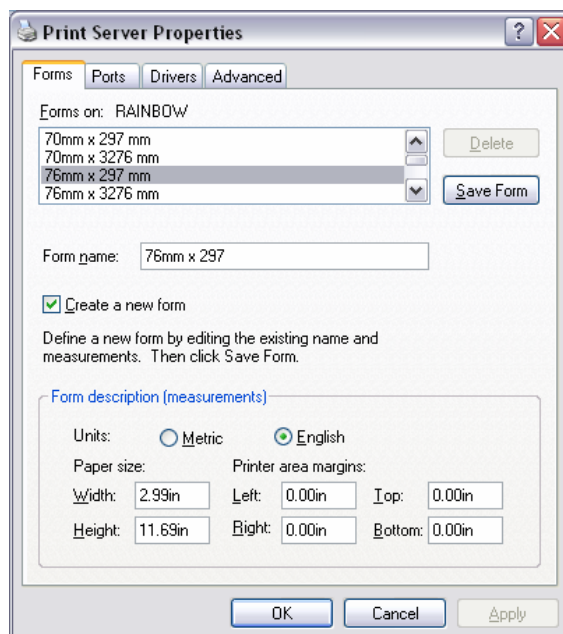 Print Server Properties
Forms Ports Drivers Advanced
Forms on: RAINBOW
70mm x 297 mm
70mm x 3276 mm
76mm x 297 mm
76mm x 3276 mm
Delete
Save Form
Form name: 76mm x 297
Create a new form
Define a new form by editing the existing name and
measurements. Then click Save Form.
Form description (measurements)
Units: Metric English
Paper size: Printer area margins:
Width: 2.99in Left: 0.00in Top: 0.00in
Height: 11.69in Right: 0.00in Bottom: 0.00in
OK Cancel Apply